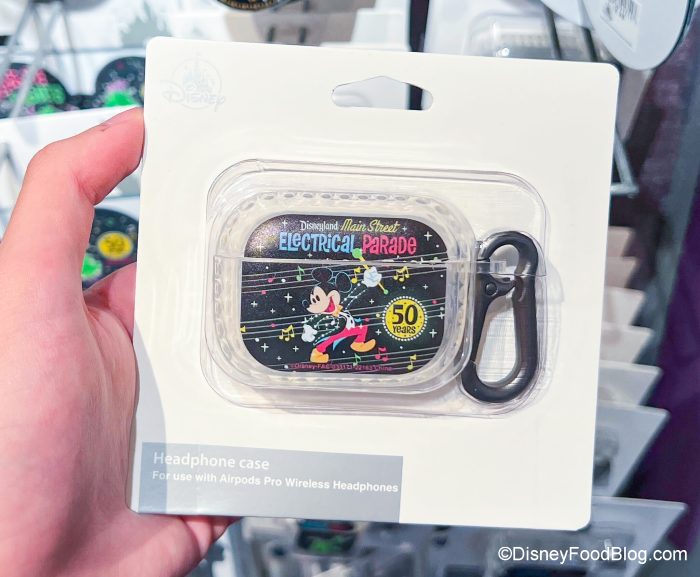 Disney
Disneyland Main Street
ELECTRICAL PARADE
50
YEARS
Headphone case
For use with Airpods Pro Wireless Headphones
©DisneyFoodBlog.com